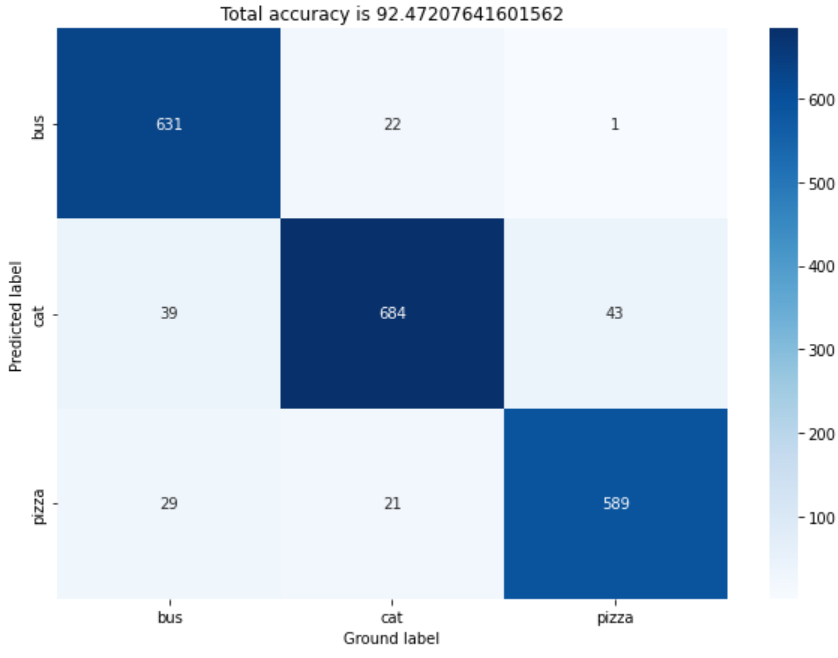 Total accuracy is 92.47207641601562
bus
631 22 1
cat
39 684 43
pizza
29 21 589
Predicted label
bus cat pizza
Ground label
600
500
400
300
200
100